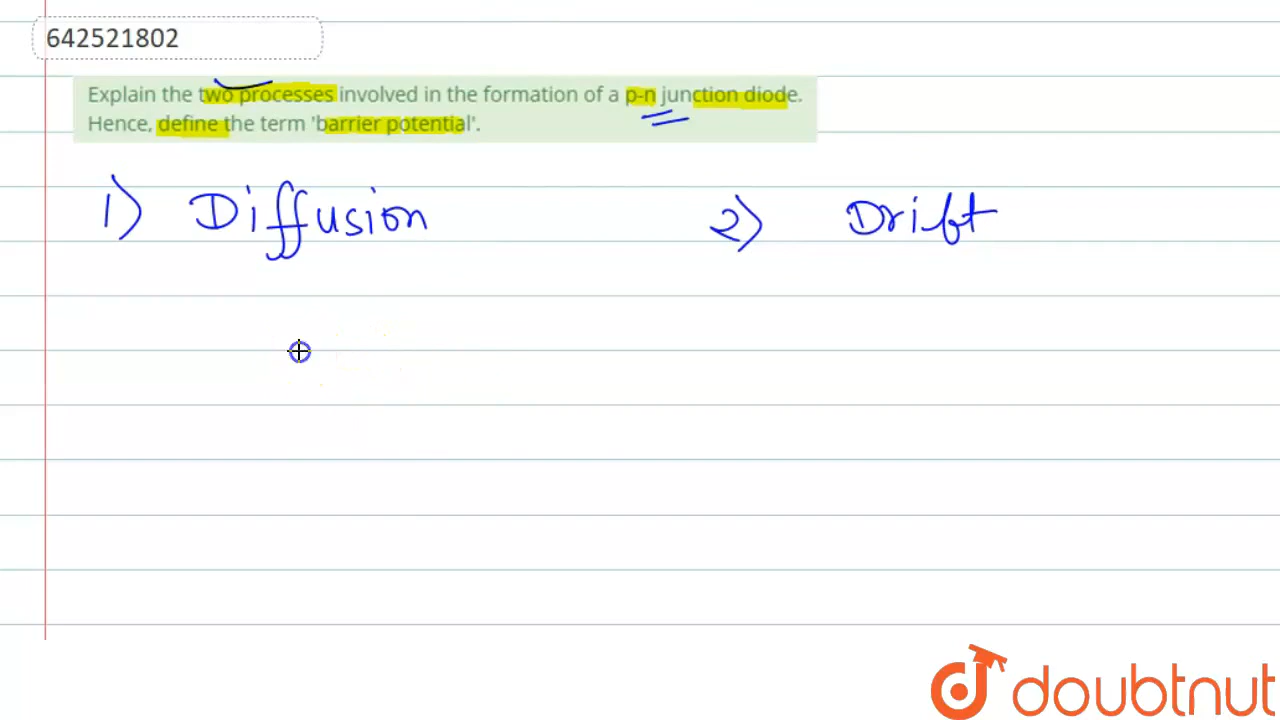 642521802
Explain the two processes involved in the formation of a p-n junction diode.
Hence, define the term 'barrier potential'.
1) Diffusion 2) Drift
doubtnut